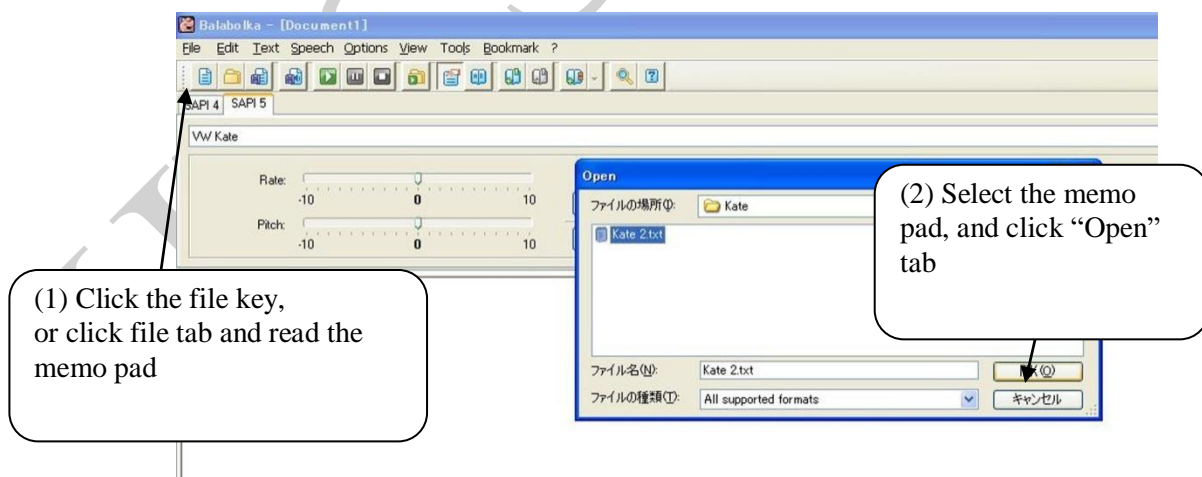 Balabolka - [Document1]
File Edit Text Speech Options View Tools Bookmark ?
SAPI 4 SAPI 5
VW Kate
Rate:
-10 0 10
Pitch:
-10 0 10
Open
ファイルの場所(I):
Kate
Kate 2.txt
ファイル名(N):
Kate 2.txt
ファイルの種類(T):
All supported formats
キャンセル
(1) Click the file key,
or click file tab and read the
memo pad
(2) Select the memo
pad, and click “Open”
tab